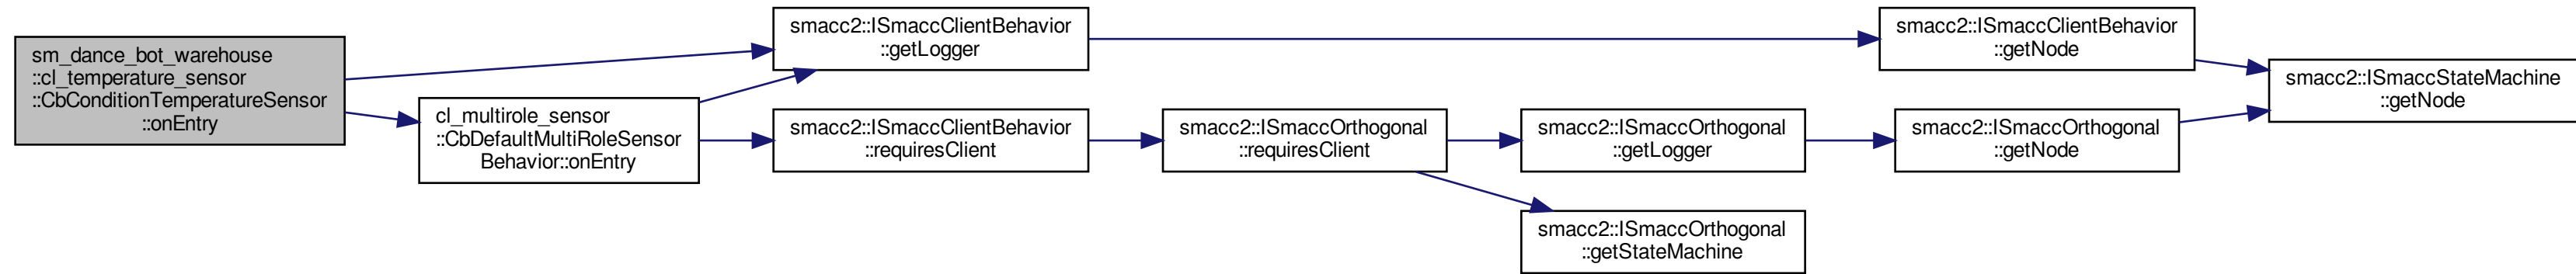 sm_dance_bot_warehouse
::cl_temperature_sensor
::CbConditionTemperatureSensor
::onEntry
cl_multirole_sensor
::CbDefaultMultiRoleSensor
Behavior::onEntry
smacc2::ISmaccClientBehavior
::getLogger
smacc2::ISmaccClientBehavior
::requiresClient
smacc2::ISmaccOrthogonal
::requiresClient
smacc2::ISmaccOrthogonal
::getLogger
smacc2::ISmaccOrthogonal
::getStateMachine
smacc2::ISmaccClientBehavior
::getNode
smacc2::ISmaccOrthogonal
::getNode
smacc2::ISmaccStateMachine
::getNode